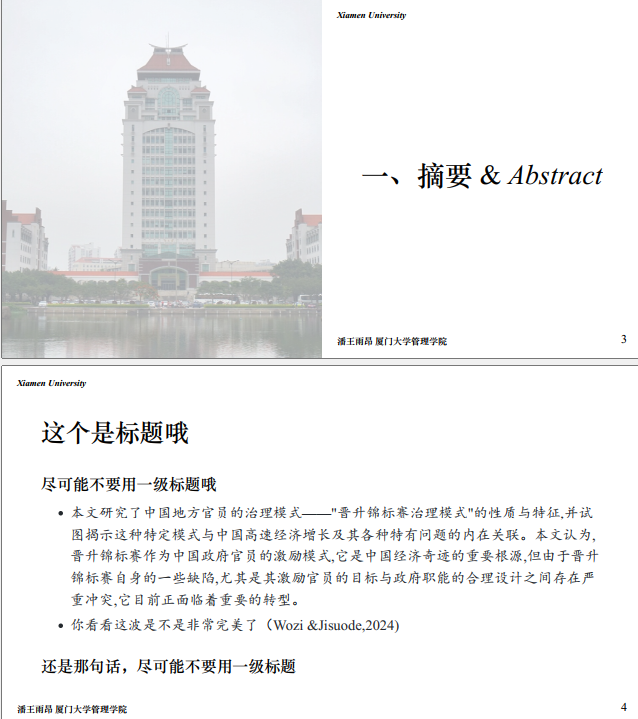 Xiamen University
一、摘要 & Abstract
潘王雨昂 厦门大学管理学院
3
Xiamen University
这个是标题哦
尽可能不要用一级标题哦
• 本文研究了中国地方官员的治理模式——"晋升锦标赛治理模式"的性质与特征,并试
图揭示这种特定模式与中国高速经济增长及其各种特有问题的内在关联。本文认为,
晋升锦标赛作为中国政府官员的激励模式,它是中国经济奇迹的重要根源,但由于晋升
锦标赛自身的一些缺陷,尤其是其激励官员的目标与政府职能的合理设计之间存在严
重冲突,它目前正面临着重要的转型。
• 你看看这波是不是非常完美了（Wozi &Jisuode,2024)
还是那句话，尽可能不要用一级标题
潘王雨昂 厦门大学管理学院
4